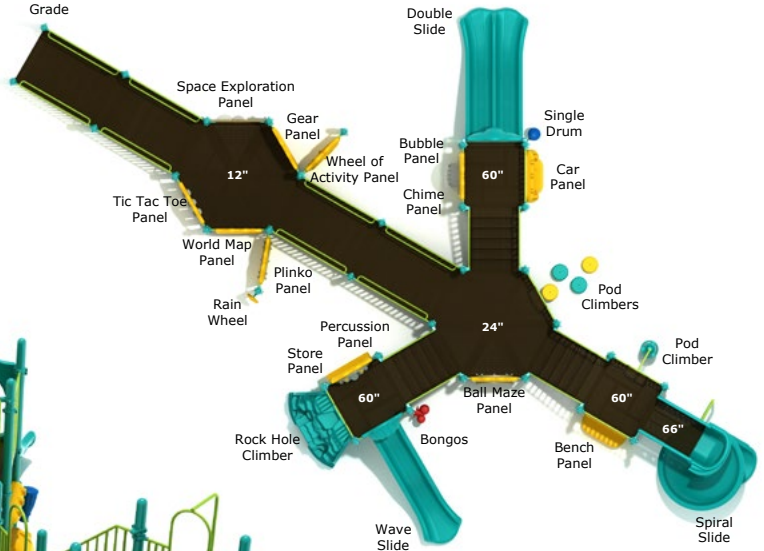 Grade
Double
Slide
Space Exploration
Panel
Gear
Panel
Single
Drum
Bubble
Panel
Wheel of
Activity Panel
12"
60"
Car
Panel
Chime
Panel
Tic Tac Toe
Panel
World Map
Panel
Plinko
Panel
Rain
Wheel
Pod
Climbers
Percussion
Panel
24"
Store
Panel
Pod
Climber
60"
Ball Maze
Panel
60"
66"
Rock Hole
Climber
Bongos
Bench
Panel
Wave
Slide
Spiral
Slide